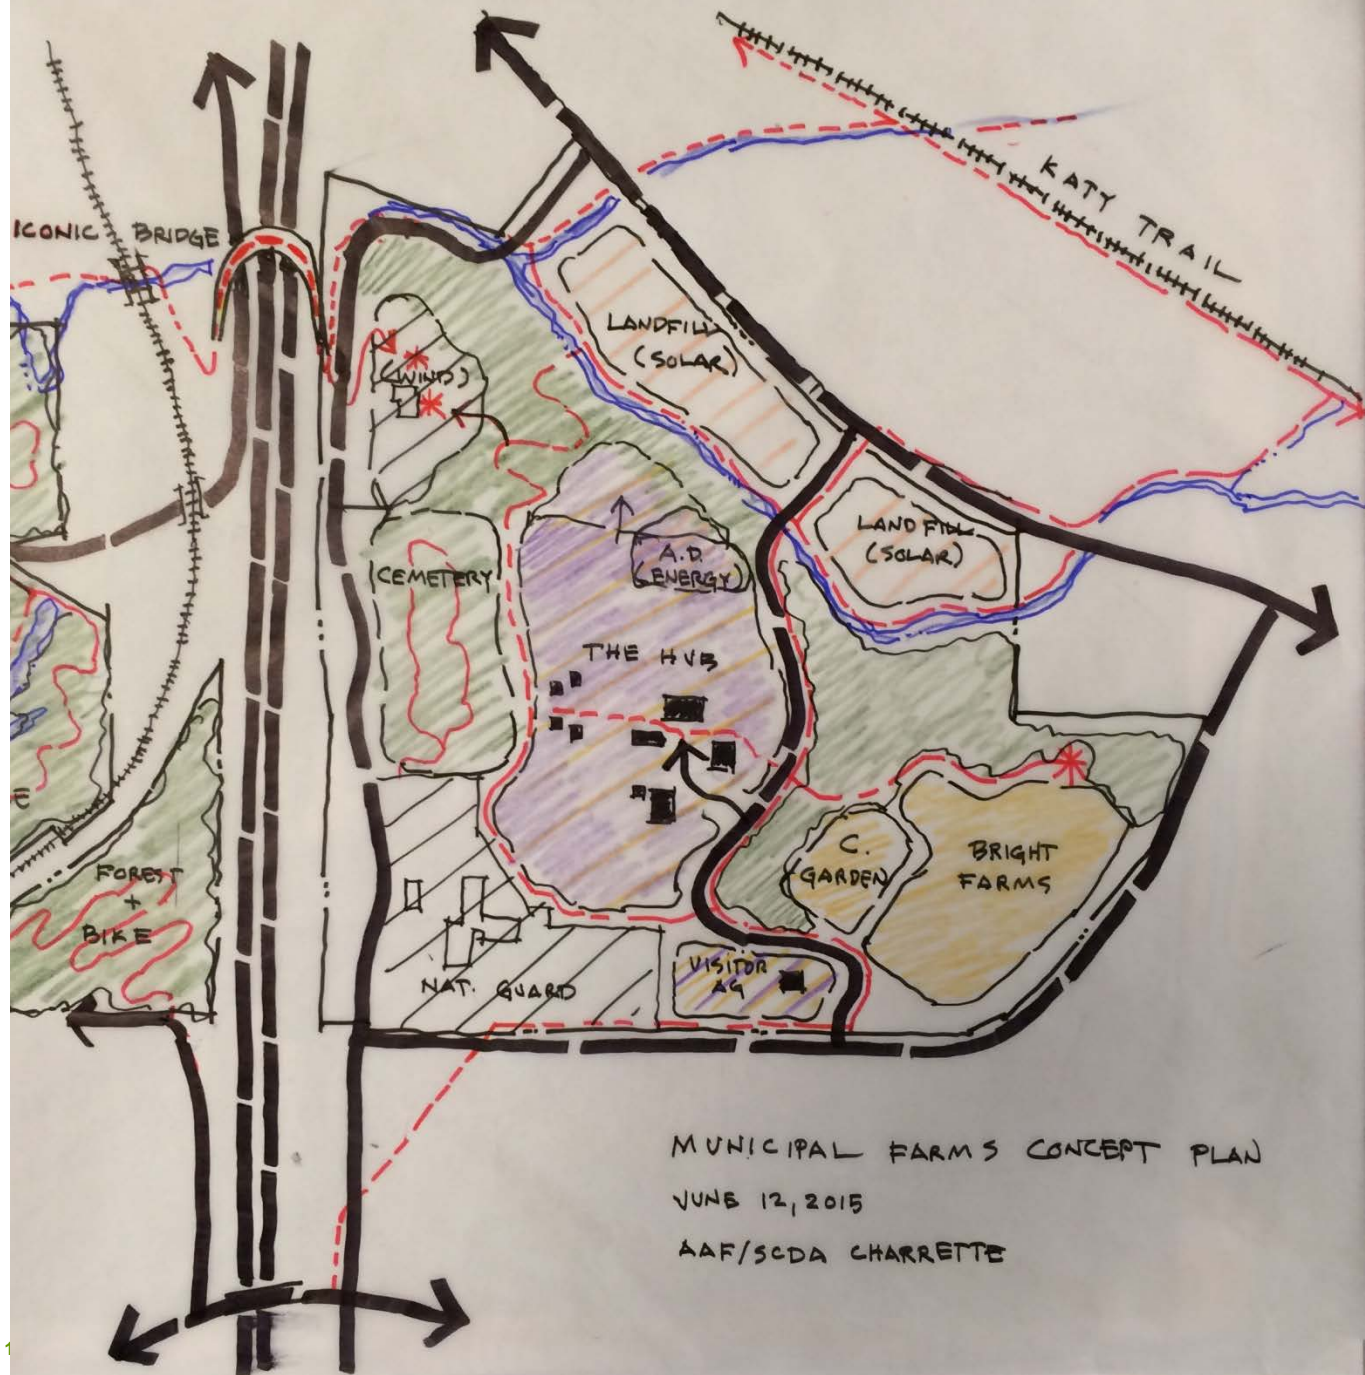 ICONIC BRIDGE
KATY TRAIL
LANDFILL
(SOLAR)
(WIND)
LANDFILL
(SOLAR)
A.D.
(ENERGY)
CEMETERY
THE HUB
E
C.
GARDEN
BRIGHT
FARMS
FOREST
+
BIKE
VISITOR
AG
NAT. GUARD
MUNICIPAL FARMS CONCEPT PLAN
JUNE 12, 2015
AAF/SCDA CHARRETTE
1